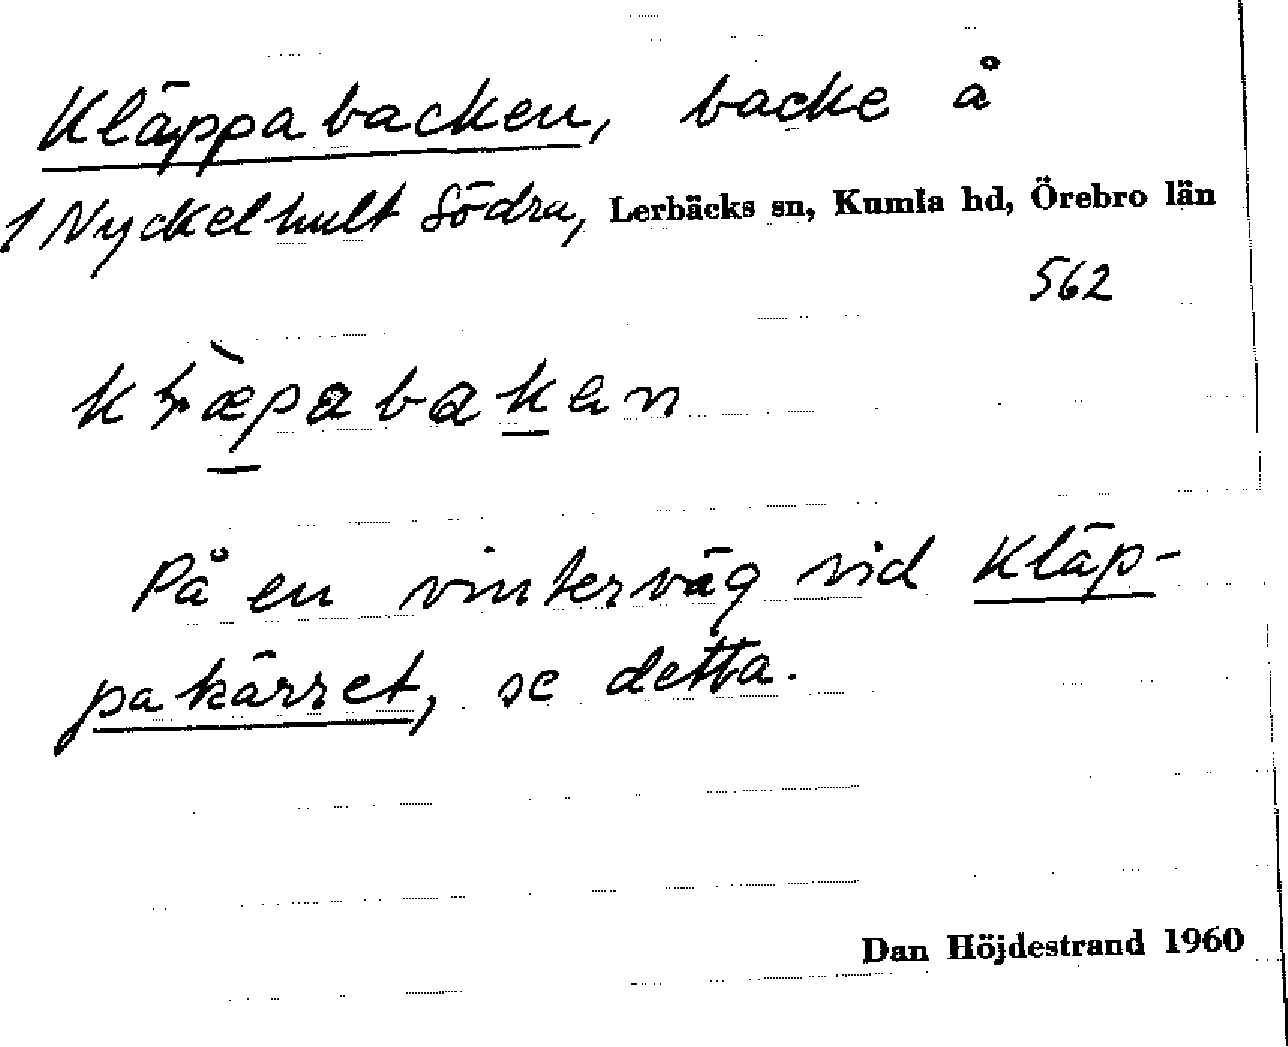 Kläppabacken, backe å
1 Nyckelhult Södra, Lerbäcks sn, Kumla hd, Örebro län
562
På en vinterväg vid Kläp-
pakärret, se detta.
Dan Höjdestrand 1960